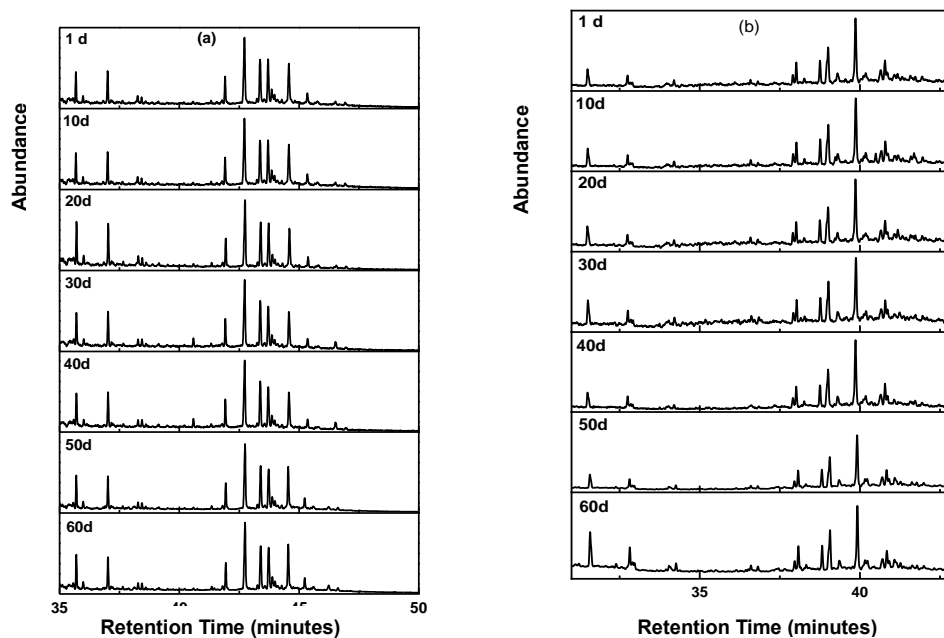 (a)
Abundance
1 d
10d
20d
30d
40d
50d
60d
35
45
50
Retention Time (minutes)
(b)
Abundance
1 d
10d
20d
30d
40d
50d
60d
35
40
Retention Time (minutes)